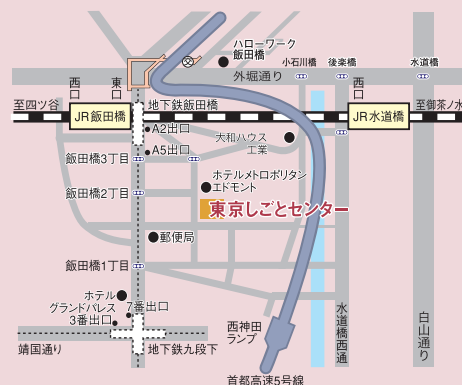 ハローワーク
飯田橋
小石川橋
後楽橋
水道橋
外堀通り
西口
東口
西口
至四ツ谷
JR飯田橋
地下鉄飯田橋
JR水道橋
至御茶ノ水
A2出口
大和ハウス
工業
A5出口
飯田橋3丁目
ホテルメトロポリタン
エドモント
飯田橋2丁目
東京しごとセンター
郵便局
飯田橋1丁目
ホテル
グランドパレス
7番出口
3番出口
西神田
ランプ
水道橋西通り
白山通り
靖国通り
地下鉄九段下
首都高速5号線